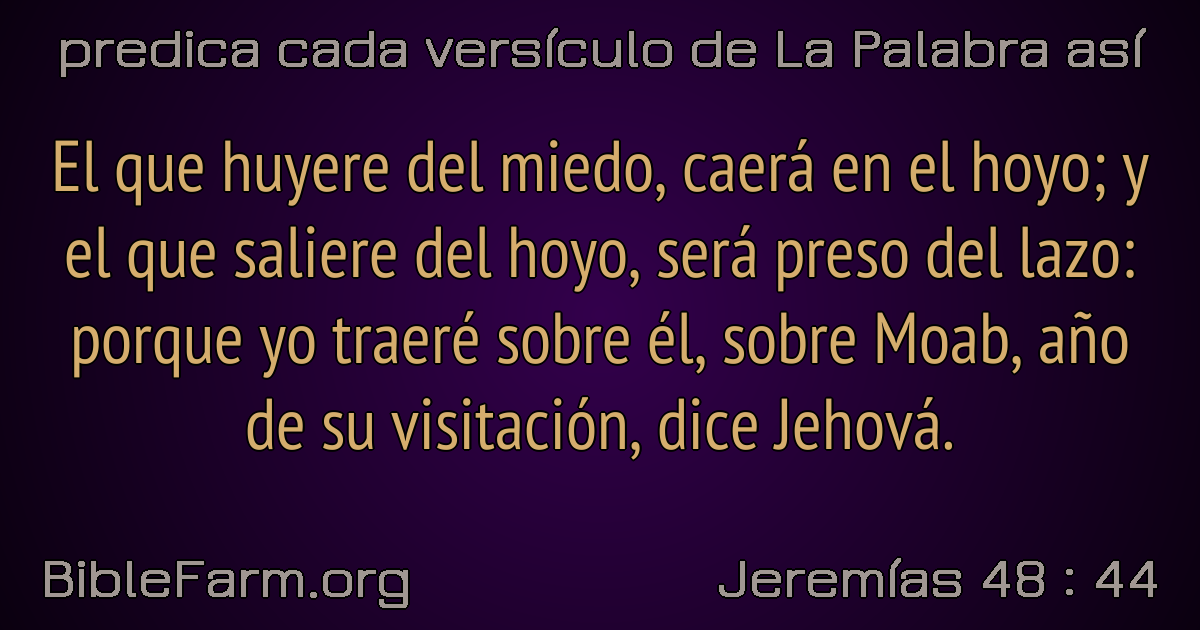 predica cada versículo de La Palabra así
El que huyere del miedo, caerá en el hoyo; y
el que saliere del hoyo, será preso del lazo:
porque yo traeré sobre él, sobre Moab, año
de su visitación, dice Jehová.
BibleFarm.org
Jeremías 48 : 44